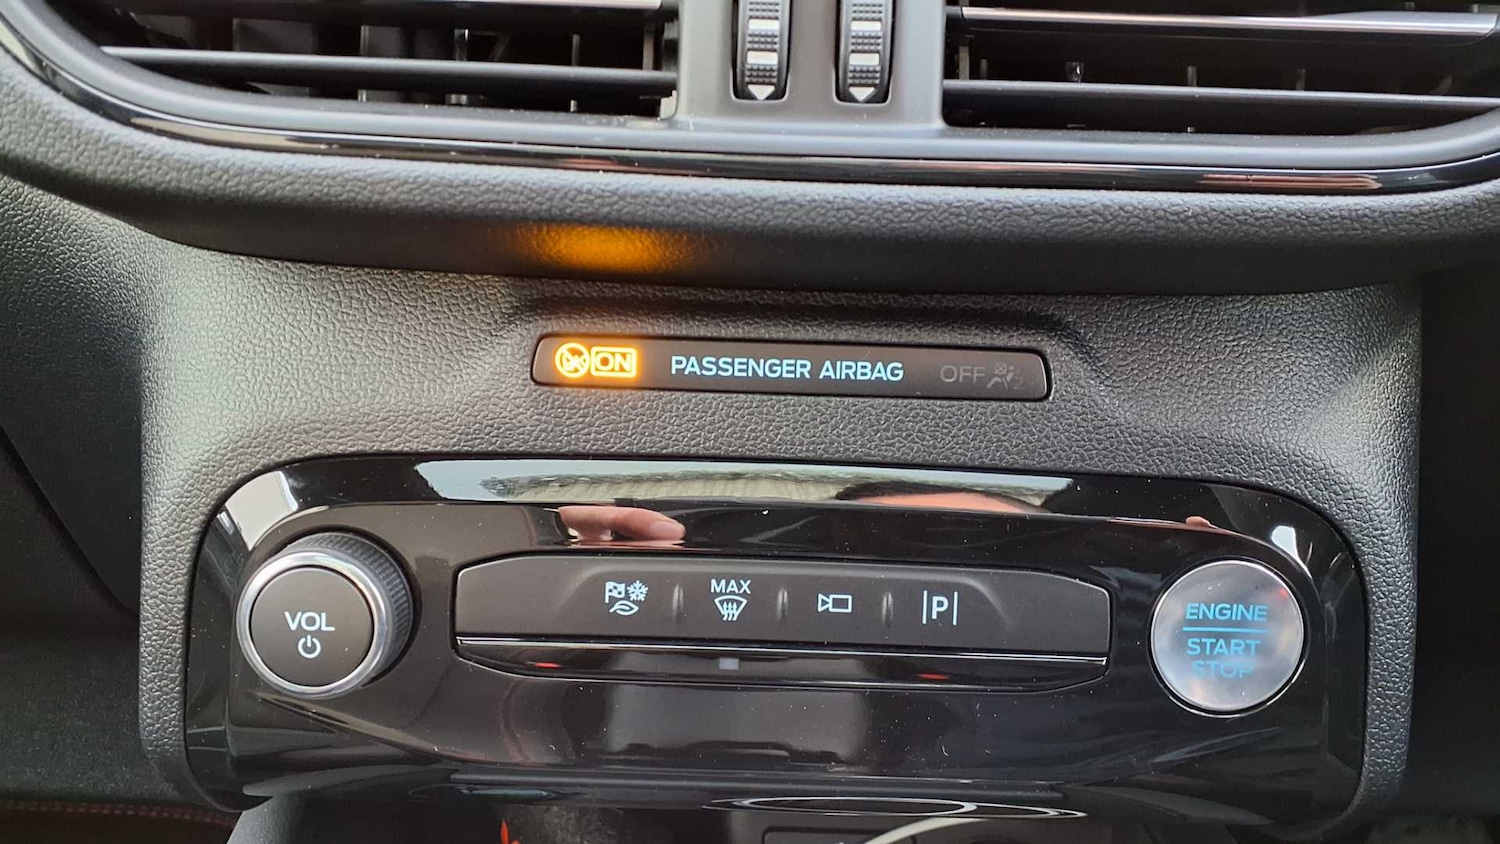 ON PASSENGER AIRBAG OFF
VOL
MAX
P
ENGINE
START
STOP